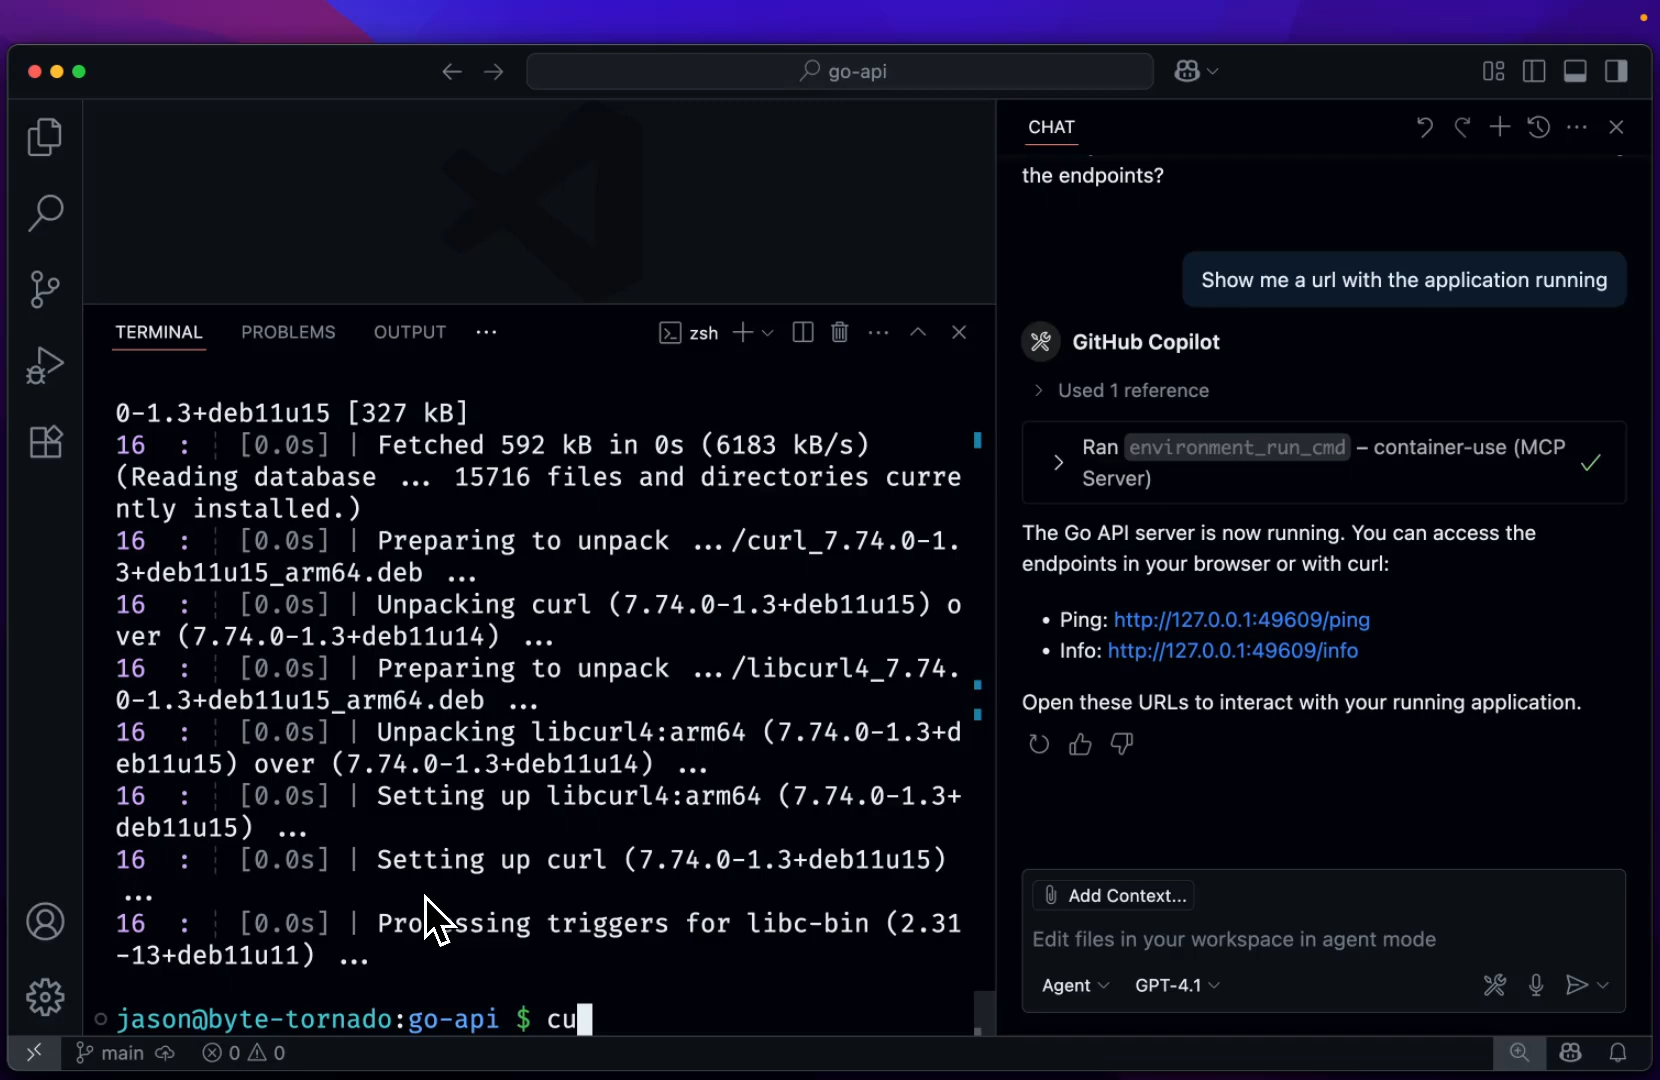 go-api
CHAT
the endpoints?
Show me a url with the application running
TERMINAL PROBLEMS OUTPUT ... zsh
GitHub Copilot
Used 1 reference
Ran environment_run_cmd – container-use (MCP
Server)
The Go API server is now running. You can access the
endpoints in your browser or with curl:
• Ping: http://127.0.0.1:49609/ping
• Info: http://127.0.0.1:49609/info
Open these URLs to interact with your running application.
Add Context...
Edit files in your workspace in agent mode
Agent GPT-4.1
0-1.3+deb11u15 [327 kB]
16 : ¦ [0.0s] | Fetched 592 kB in 0s (6183 kB/s)
(Reading database ... 15716 files and directories curre
ntly installed.)
16 : ¦ [0.0s] | Preparing to unpack .../curl_7.74.0-1.
3+deb11u15_arm64.deb ...
16 : ¦ [0.0s] | Unpacking curl (7.74.0-1.3+deb11u15) o
ver (7.74.0-1.3+deb11u14) ...
16 : ¦ [0.0s] | Preparing to unpack .../libcurl4_7.74.
0-1.3+deb11u15_arm64.deb ...
16 : ¦ [0.0s] | Unpacking libcurl4:arm64 (7.74.0-1.3+d
eb11u15) over (7.74.0-1.3+deb11u14) ...
16 : ¦ [0.0s] | Setting up libcurl4:arm64 (7.74.0-1.3+
deb11u15) ...
16 : ¦ [0.0s] | Setting up curl (7.74.0-1.3+deb11u15)
...
16 : ¦ [0.0s] | Processing triggers for libc-bin (2.31
-13+deb11u11) ...
jason@byte-tornado:go-api $ cu
main 0 0